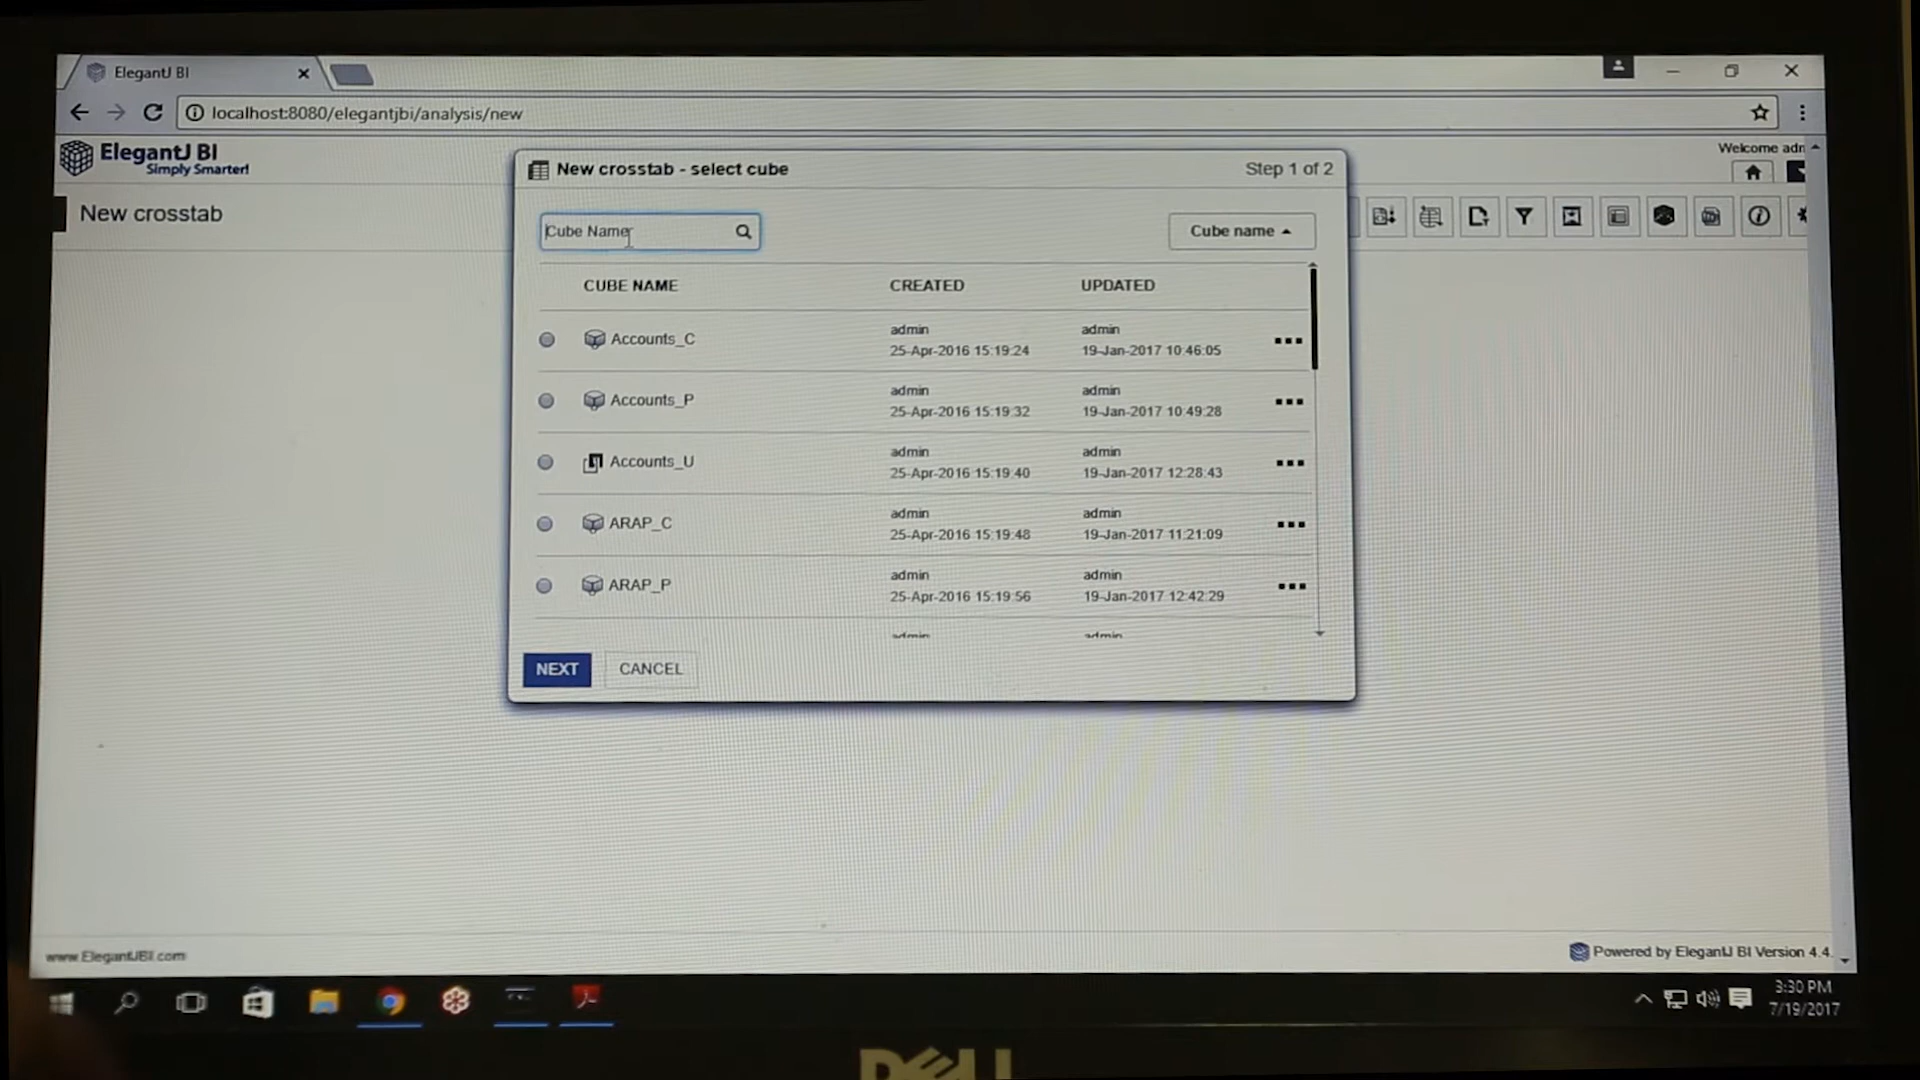 ElegantJ BI
localhost:8080/elegantjbi/analysis/new
ElegantJ BI
Simply Smarter!
Welcome adn
New crosstab
New crosstab - select cube
Step 1 of 2
Cube Name
Cube name
CUBE NAME CREATED UPDATED
Accounts_C
admin
25-Apr-2016 15:19:24
admin
19-Jan-2017 10:46:05
Accounts_P
admin
25-Apr-2016 15:19:32
admin
19-Jan-2017 10:49:28
Accounts_U
admin
25-Apr-2016 15:19:40
admin
19-Jan-2017 12:28:43
ARAP_C
admin
25-Apr-2016 15:19:48
admin
19-Jan-2017 11:21:09
ARAP_P
admin
25-Apr-2016 15:19:56
admin
19-Jan-2017 12:42:29
admin admin
NEXT CANCEL
www.ElegantJBI.com
Powered by ElegantJ BI Version 4.4.
3:30 PM
7/19/2017
DELL